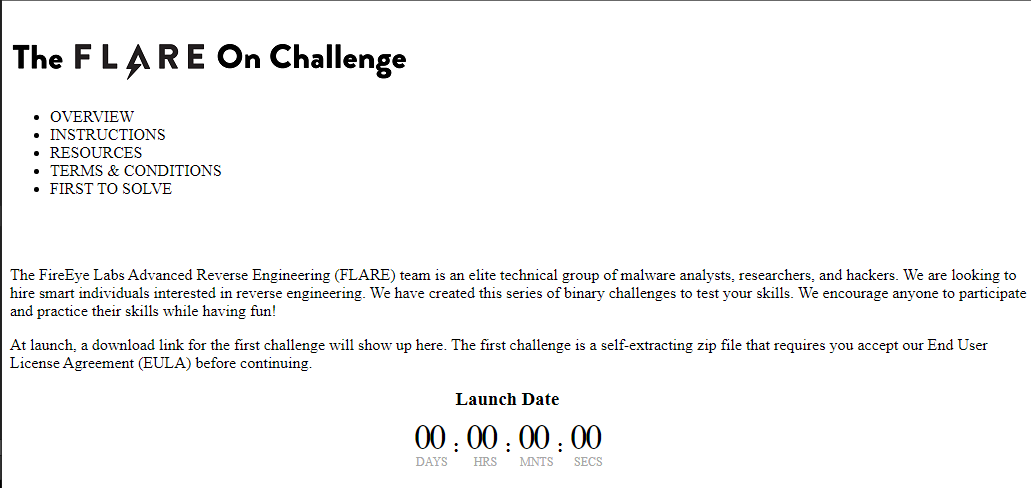 The FLARE On Challenge
OVERVIEW
INSTRUCTIONS
RESOURCES
TERMS & CONDITIONS
FIRST TO SOLVE
The FireEye Labs Advanced Reverse Engineering (FLARE) team is an elite technical group of malware analysts, researchers, and hackers. We are looking to
hire smart individuals interested in reverse engineering. We have created this series of binary challenges to test your skills. We encourage anyone to participate
and practice their skills while having fun!
At launch, a download link for the first challenge will show up here. The first challenge is a self-extracting zip file that requires you accept our End User
License Agreement (EULA) before continuing.
Launch Date
00 : 00 : 00 : 00
DAYS HRS MNTS SECS